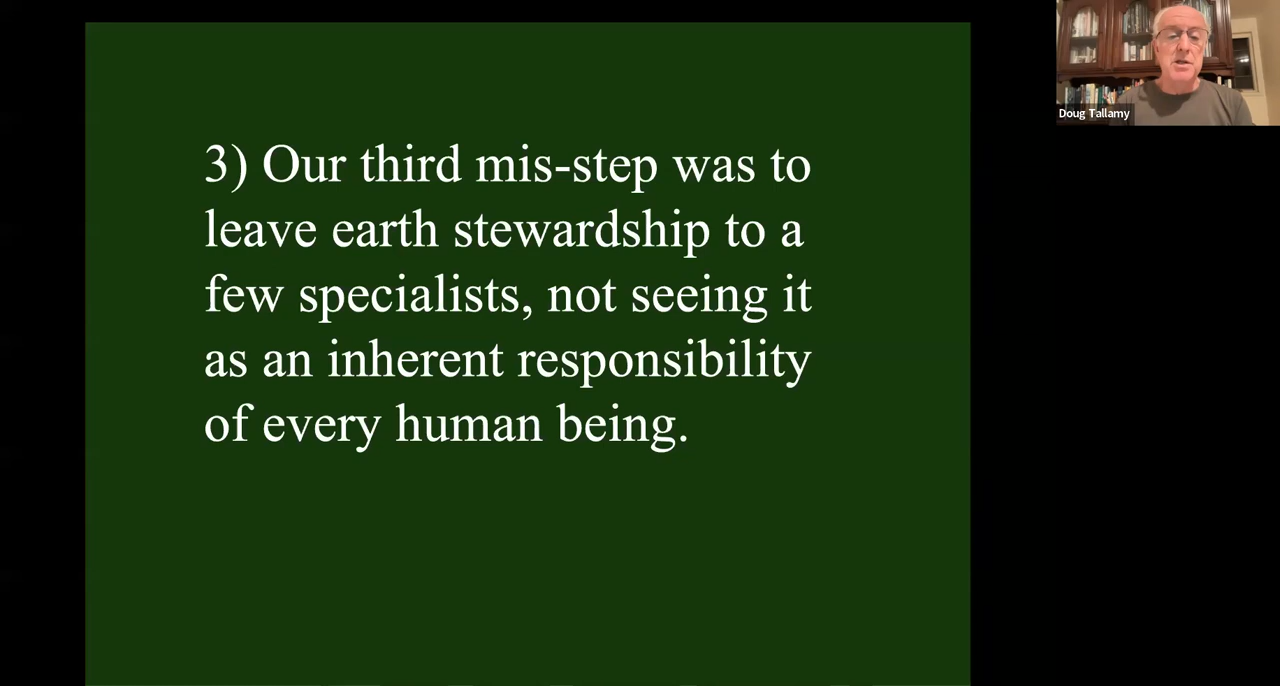 3) Our third mis-step was to
leave earth stewardship to a
few specialists, not seeing it
as an inherent responsibility
of every human being.
Doug Tallamy